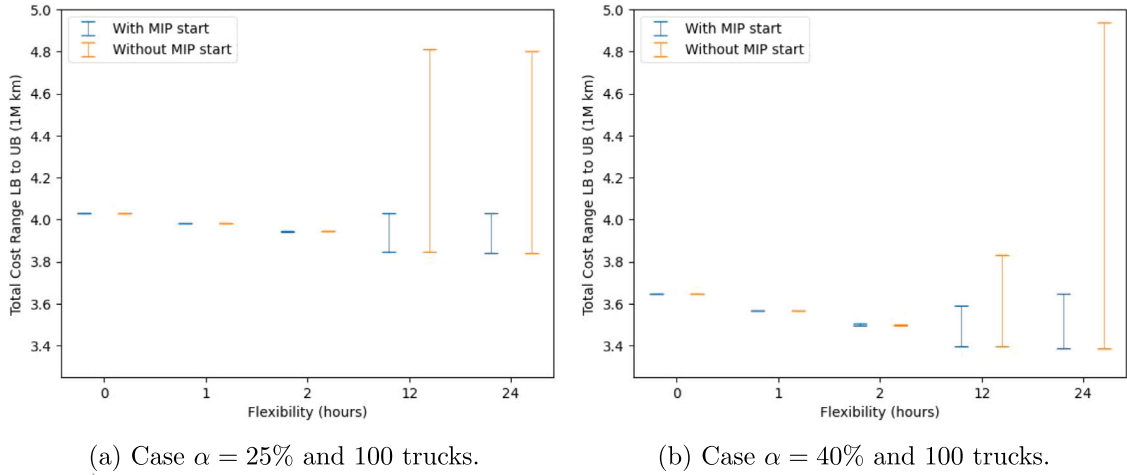 Total Cost Range LB to UB (1M km)
5.0
4.8
4.6
4.4
4.2
4.0
3.8
3.6
3.4
With MIP start
Without MIP start
0 1 2 12 24
Flexibility (hours)
(a) Case α = 25% and 100 trucks.
Total Cost Range LB to UB (1M km)
5.0
4.8
4.6
4.4
4.2
4.0
3.8
3.6
3.4
With MIP start
Without MIP start
0 1 2 12 24
Flexibility (hours)
(b) Case α = 40% and 100 trucks.